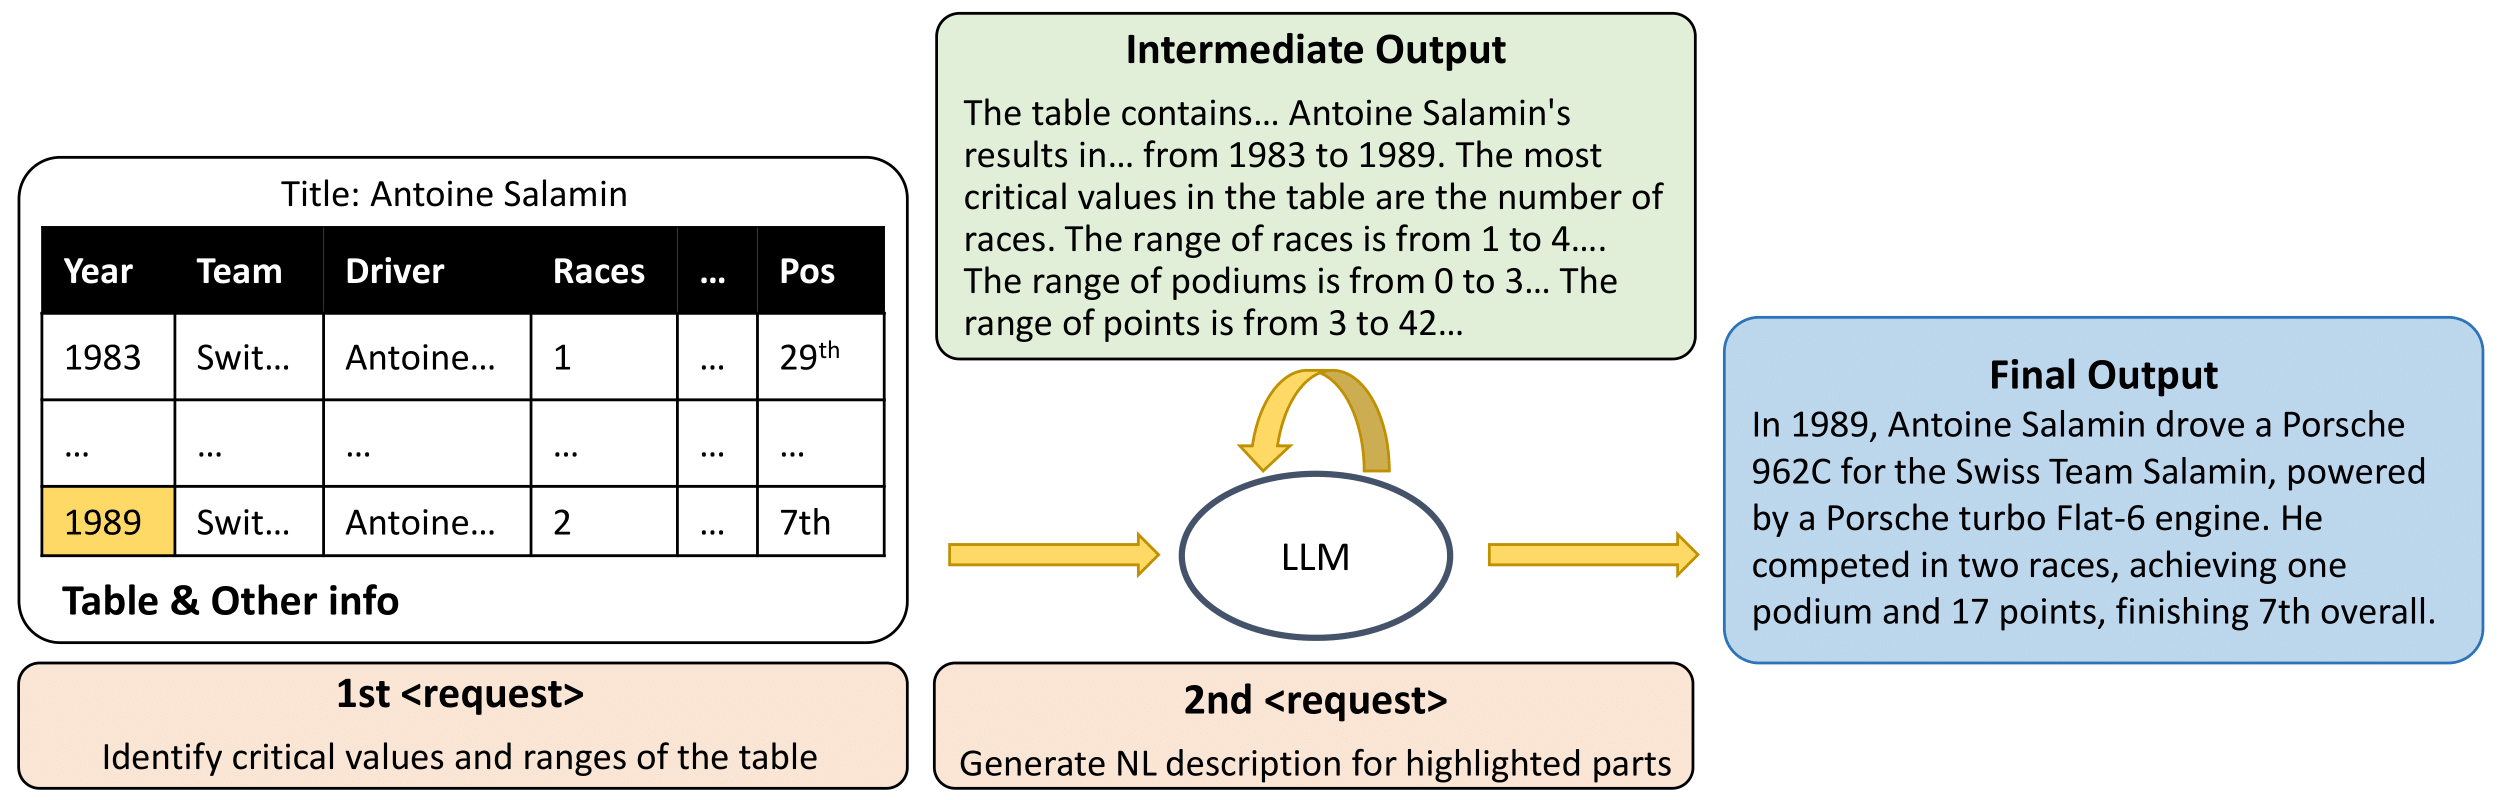 Title: Antoine Salamin
Year Team Driver Races ... Pos
1983 Swit... Antoine... 1 ... 29th
... ... ... ... ... ...
1989 Swit... Antoine... 2 ... 7th
Table & Other info
1st <request>
Identify critical values and ranges of the table
Intermediate Output
The table contains... Antoine Salamin's
results in... from 1983 to 1989. The most
critical values in the table are the number of
races. The range of races is from 1 to 4....
The range of podiums is from 0 to 3... The
range of points is from 3 to 42...
LLM
2nd <request>
Generate NL description for highlighted parts
Final Output
In 1989, Antoine Salamin drove a Porsche
962C for the Swiss Team Salamin, powered
by a Porsche turbo Flat-6 engine. He
competed in two races, achieving one
podium and 17 points, finishing 7th overall.